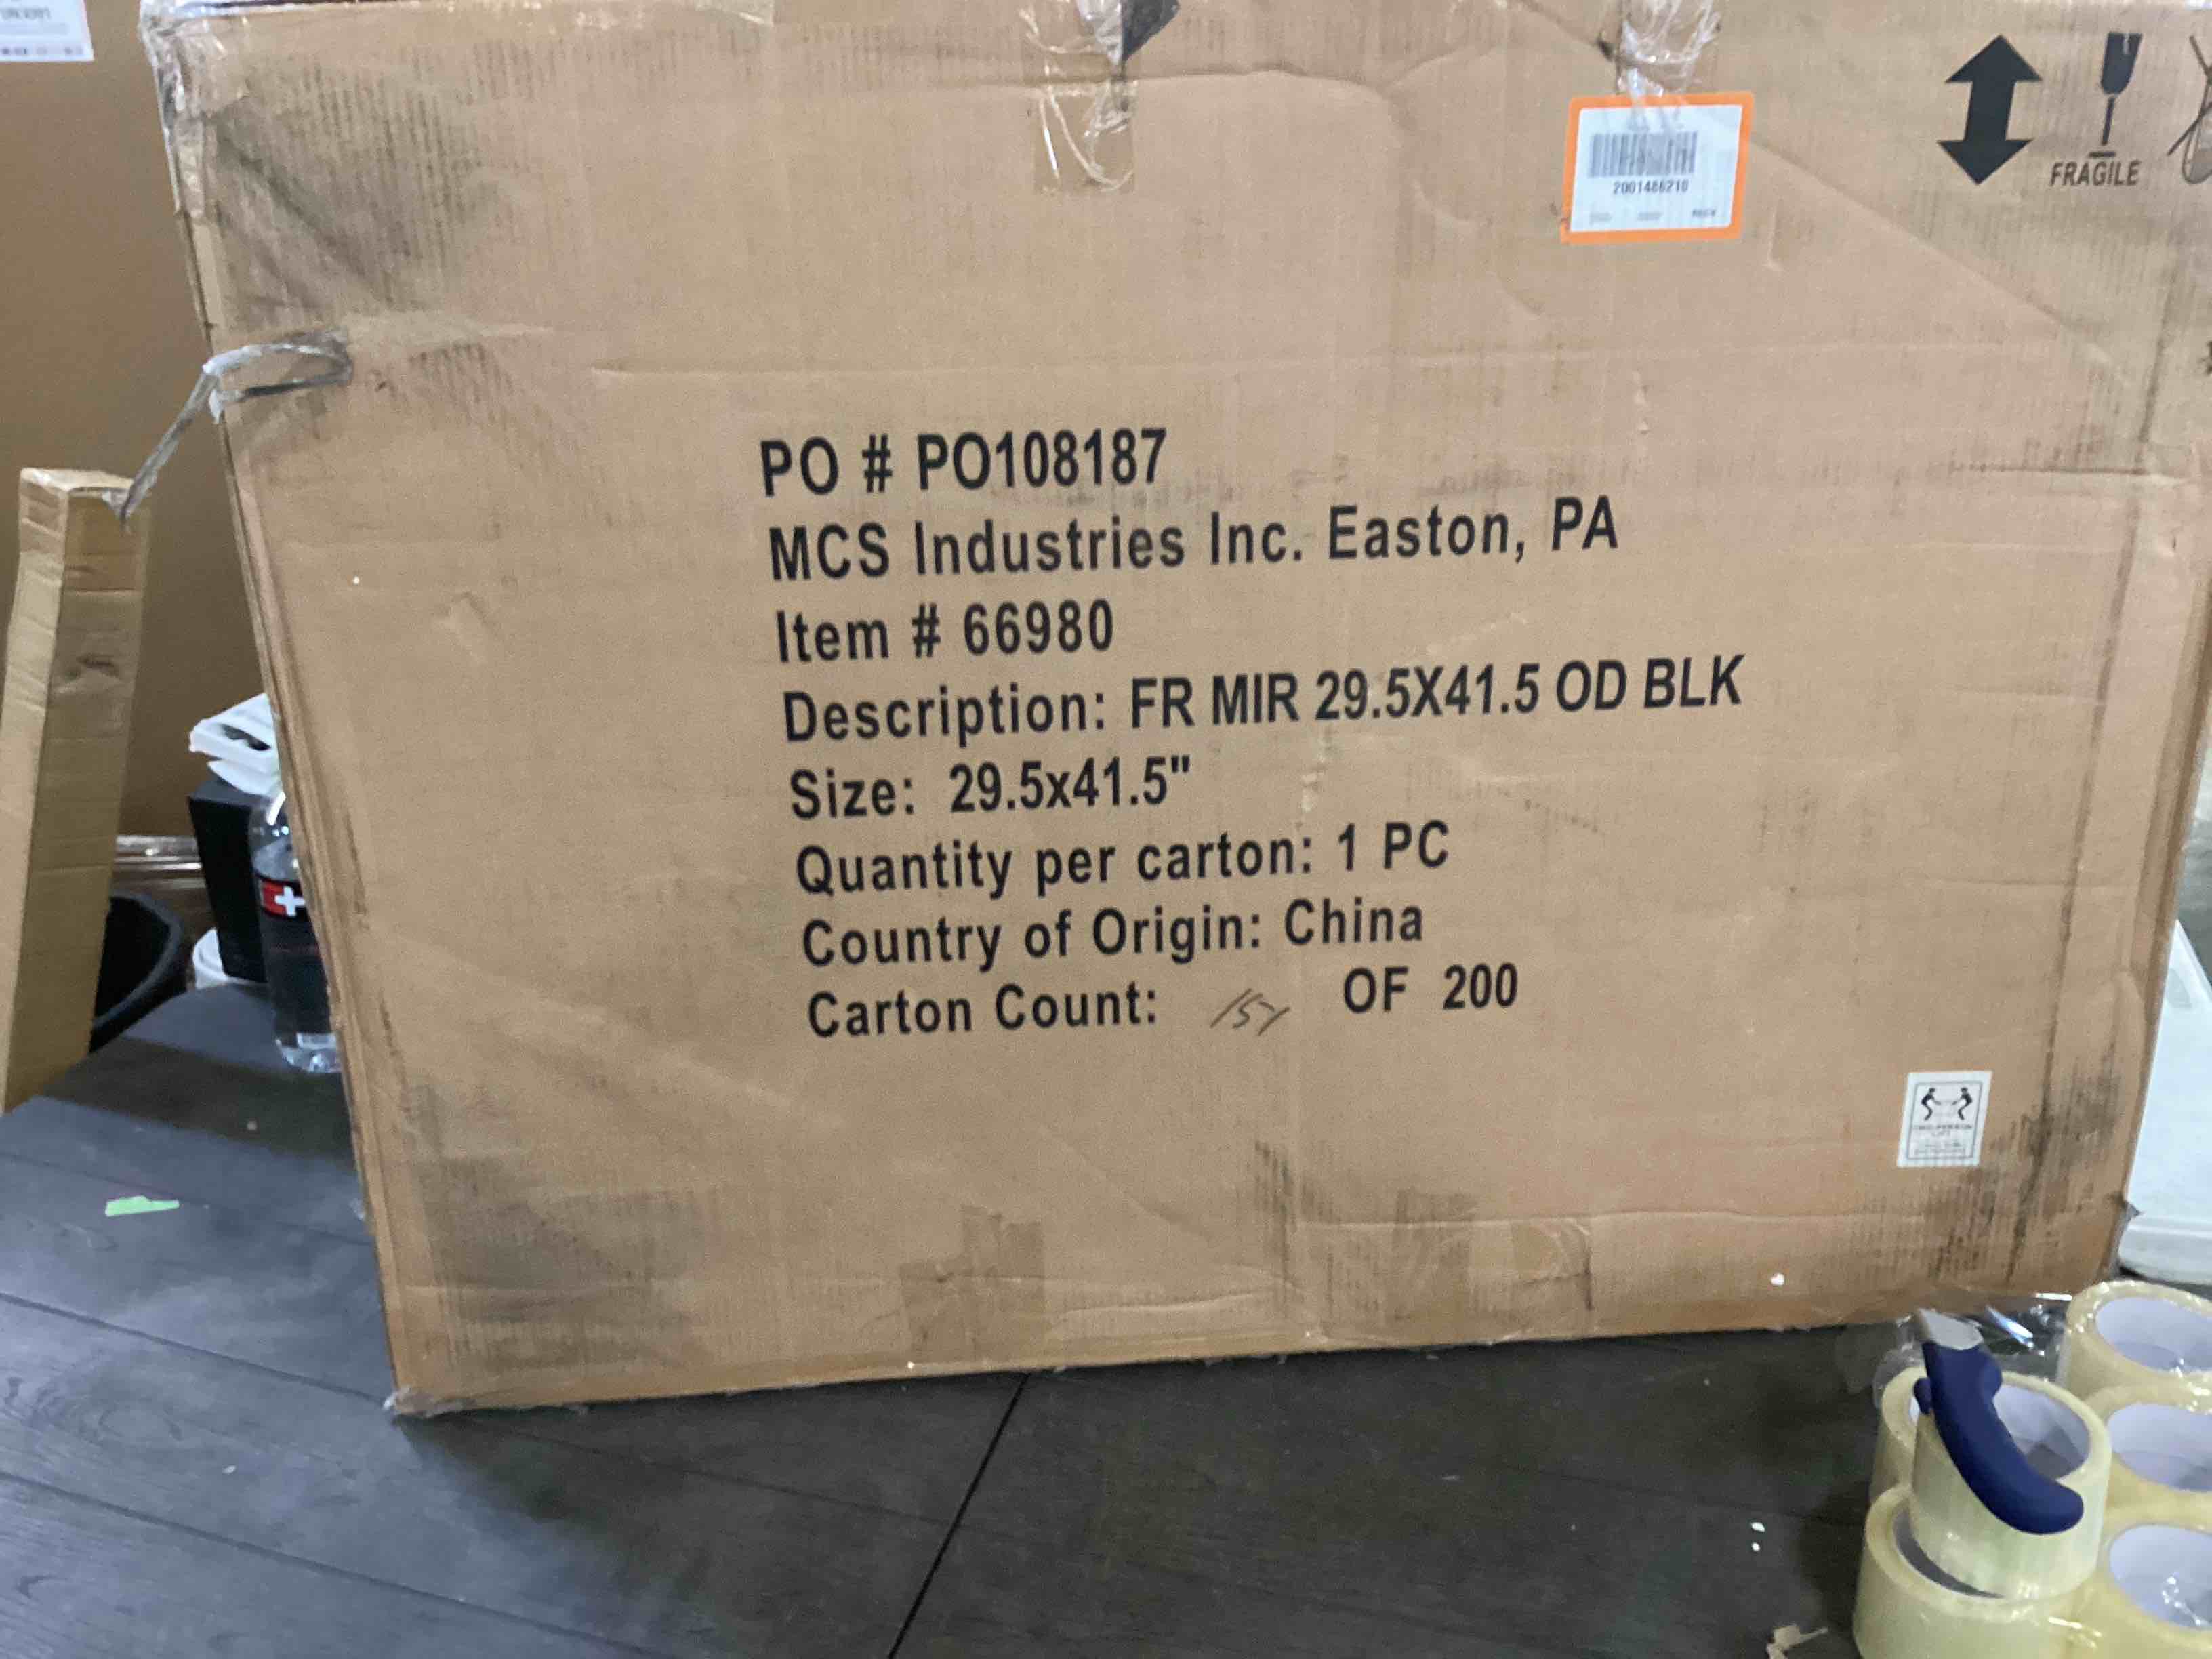 FRAGILE
2001486210
PO # PO108187
MCS Industries Inc. Easton, PA
Item # 66980
Description: FR MIR 29.5X41.5 OD BLK
Size: 29.5x41.5"
Quantity per carton: 1 PC
Country of Origin: China
Carton Count: OF 200